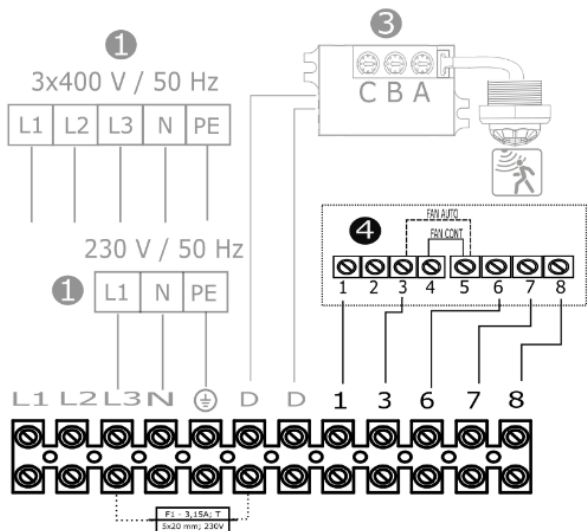 1
3x400 V / 50 Hz
L1 L2 L3 N PE
3
C B A
230 V / 50 Hz
1
L1 N PE
4
FAN AUTO
FAN CONT
1 2 3 4 5 6 7 8
L1 L2 L3 N D D 1 3 6 7 8
F1 - 3,15A; T
5x20 mm; 230V